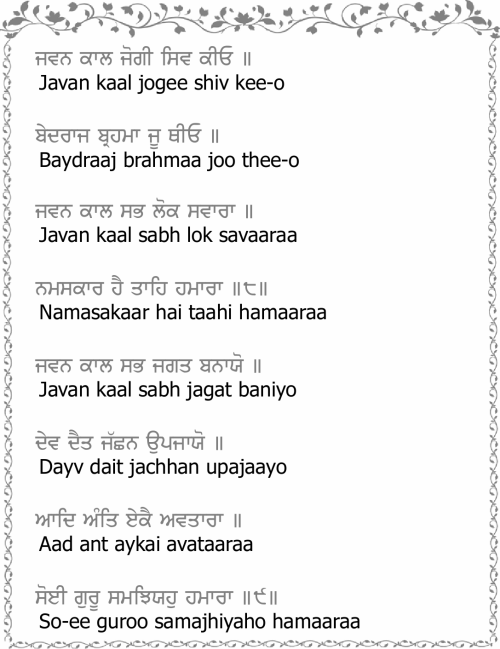 ਜਵਨ ਕਾਲ ਜੋਗੀ ਸਿਵ ਕੀਓ ॥
Javan kaal jogee shiv kee-o
ਬੇਦਰਾਜ ਬ੍ਰਹਮਾ ਜੂ ਥੀਓ ॥
Baydraaj brahmaa joo thee-o
ਜਵਨ ਕਾਲ ਸਭ ਲੋਕ ਸਵਾਰਾ ॥
Javan kaal sabh lok savaaraa
ਨਮਸਕਾਰ ਹੈ ਤਾਹਿ ਹਮਾਰਾ ॥੮॥
Namasakaar hai taahi hamaaraa
ਜਵਨ ਕਾਲ ਸਭ ਜਗਤ ਬਨਾਯੋ ॥
Javan kaal sabh jagat baniyo
ਦੇਵ ਦੈਤ ਜੱਛਨ ਉਪਜਾਯੋ ॥
Dayv dait jachhan upajaayo
ਆਦਿ ਅੰਤਿ ਏਕੈ ਅਵਤਾਰਾ ॥
Aad ant aykai avataaraa
ਸੋਈ ਗੁਰੂ ਸਮਝਿਯਹੁ ਹਮਾਰਾ ॥੯॥
So-ee guroo samajhiyaho hamaaraa